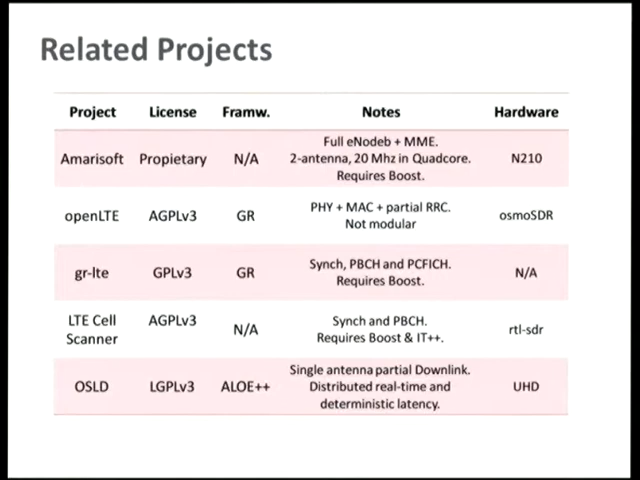 Related Projects
Project License Framw. Notes Hardware
Amarisoft Propietary N/A Full eNodeb + MME. 2-antenna, 20 Mhz in Quadcore. Requires Boost. N210
openLTE AGPLv3 GR PHY + MAC + partial RRC. Not modular osmoSDR
gr-lte GPLv3 GR Synch, PBCH and PCFICH. Requires Boost. N/A
LTE Cell Scanner AGPLv3 N/A Synch and PBCH. Requires Boost & IT++. rtl-sdr
OSLD LGPLv3 ALOE++ Single antenna partial Downlink. Distributed real-time and deterministic latency. UHD